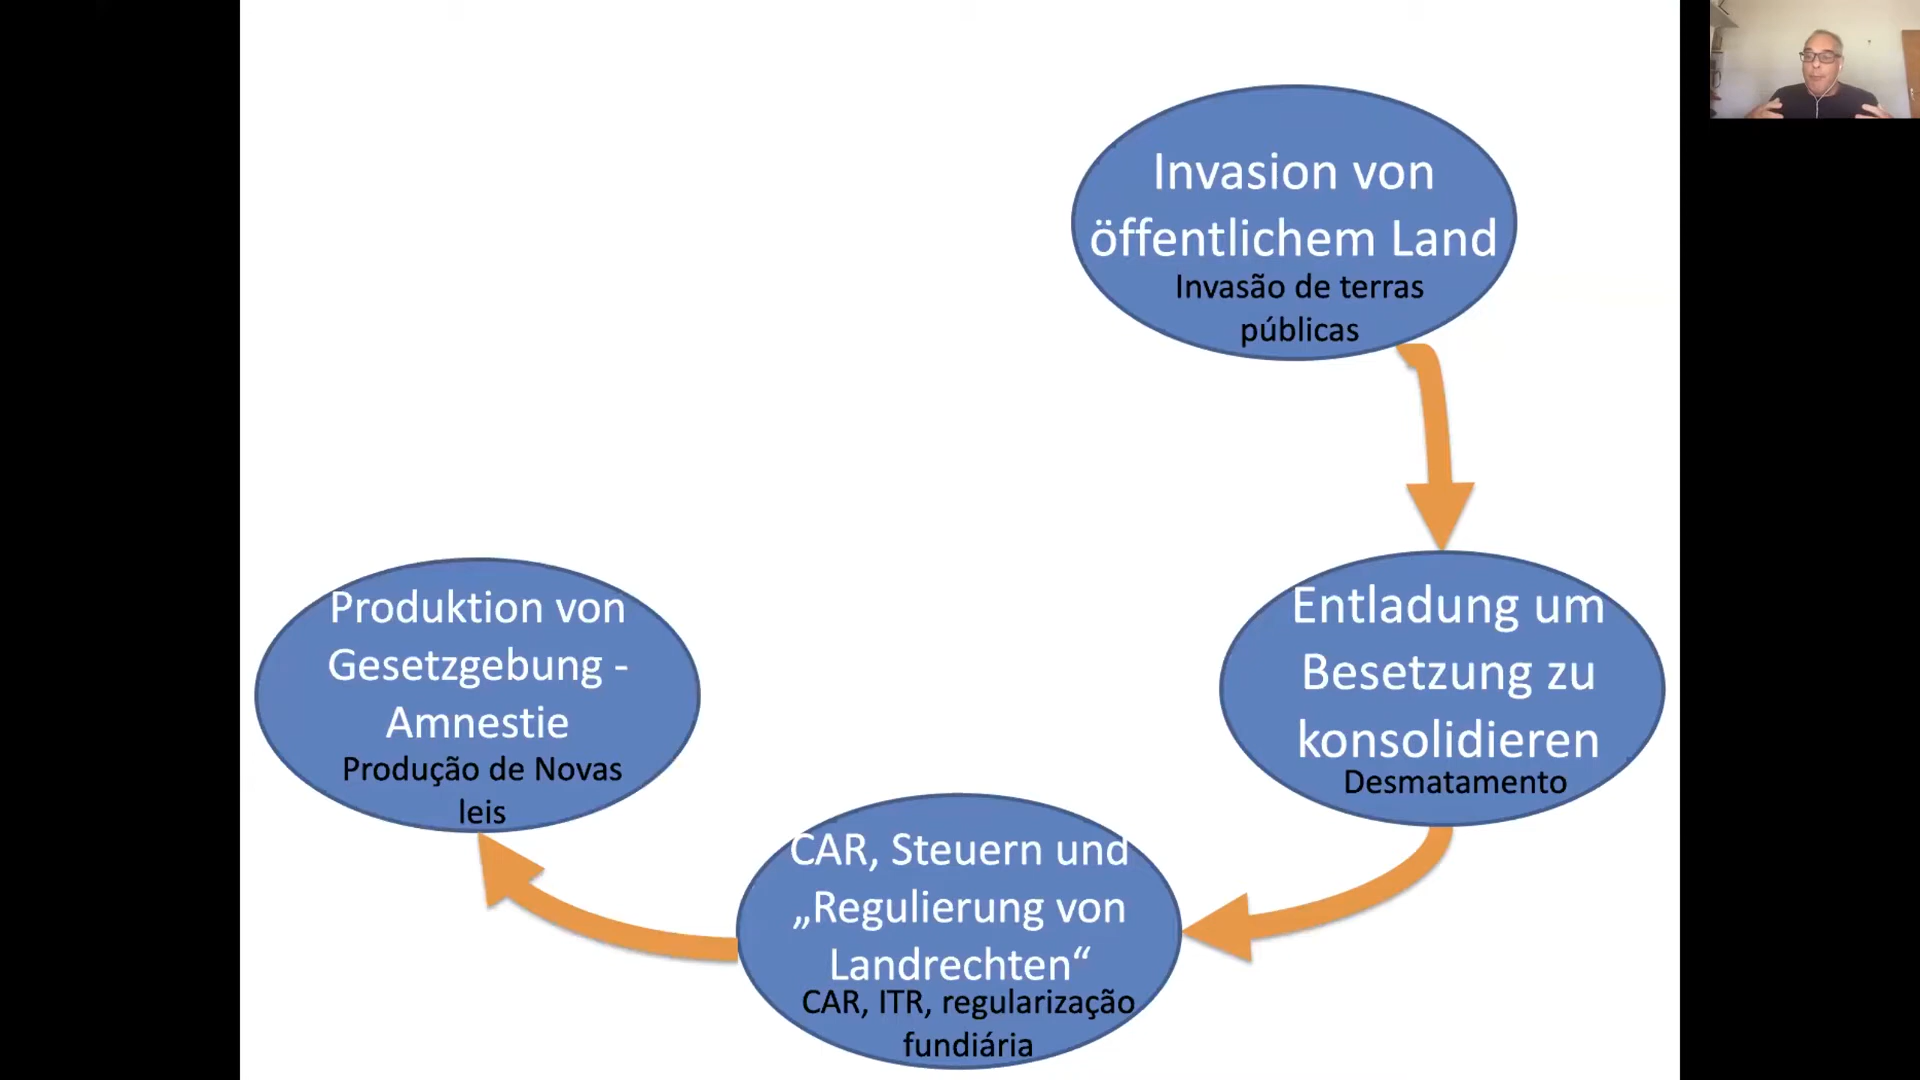 Invasion von
öffentlichem Land
Invasão de terras
públicas
Entladung um
Besetzung zu
konsolidieren
Desmatamento
CAR, Steuern und
„Regulierung von
Landrechten“
CAR, ITR, regularização
fundiária
Produktion von
Gesetzgebung -
Amnestie
Produção de Novas
leis